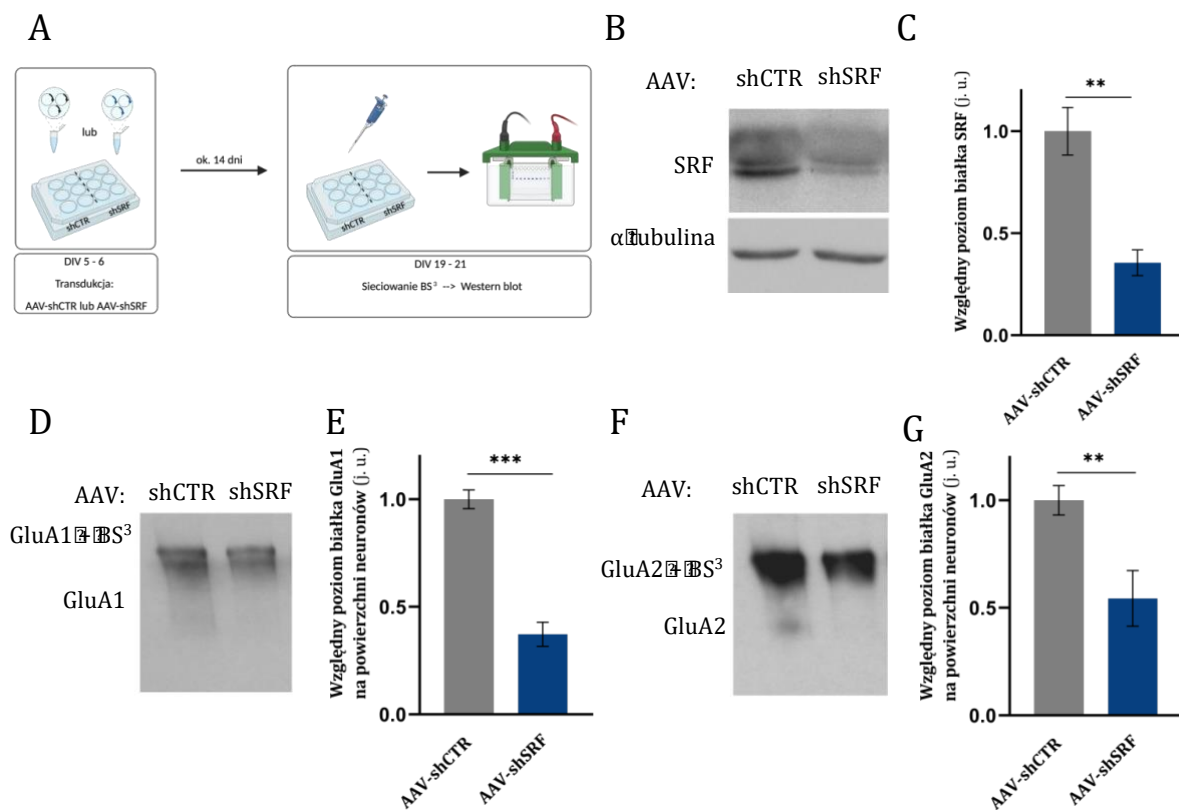 A
lub
ok. 14 dni
shCTR
shSRF
shCTR
shSRF
DIV 5 - 6
Transdukcja:
AAV-shCTR lub AAV-shSRF
DIV 19 - 21
Sieciowanie BS³ --> Western blot
B
AAV: shCTR shSRF
SRF
α tubulina
C
Względny poziom białka SRF (j. u.)
**
1.0
0.5
0.0
AAV-shCTR
AAV-shSRF
D
AAV: shCTR shSRF
GluA1 + BS³
GluA1
E
Względny poziom białka GluA1
na powierzchni neuronów (j. u.)
***
1.0
0.5
0.0
AAV-shCTR
AAV-shSRF
F
AAV: shCTR shSRF
GluA2 + BS³
GluA2
G
Względny poziom białka GluA2
na powierzchni neuronów (j. u.)
**
1.0
0.5
0.0
AAV-shCTR
AAV-shSRF